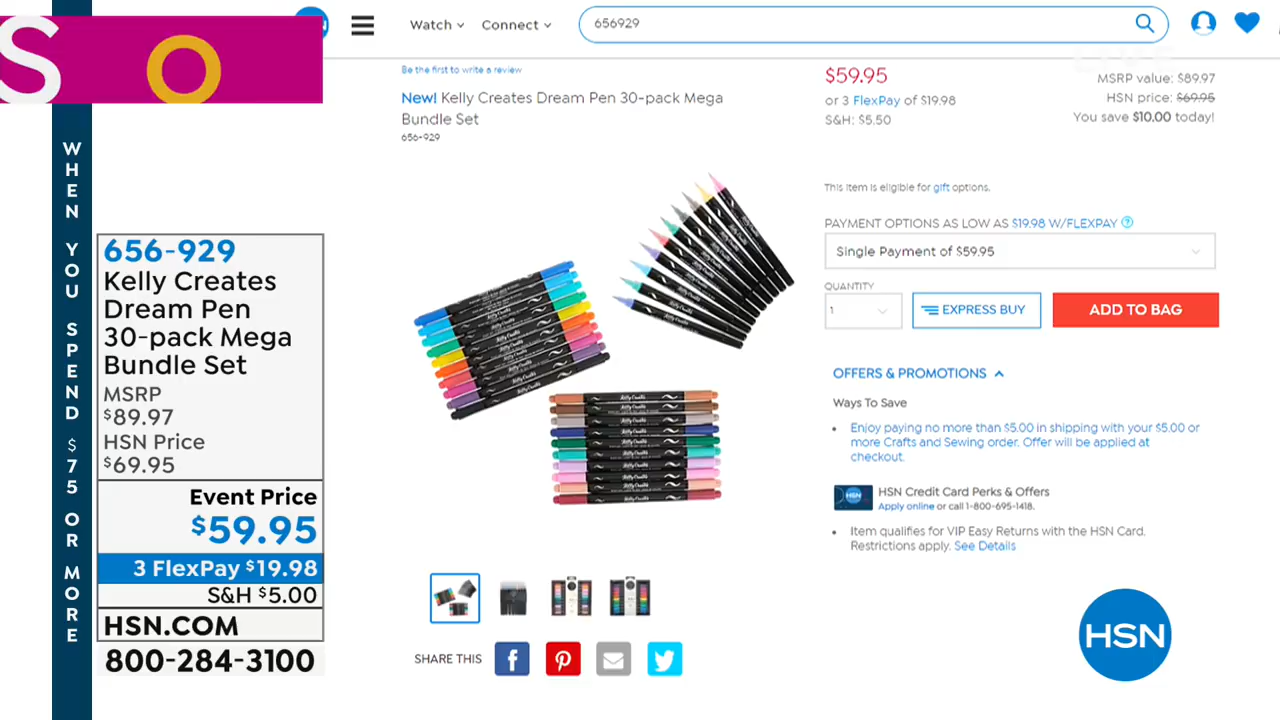 S
O
WHEN YOU SPEND $75 OR MORE
656-929
Kelly Creates
Dream Pen
30-pack Mega
Bundle Set
MSRP
$89.97
HSN Price
$69.95
Event Price
$59.95
3 FlexPay $19.98
S&H $5.00
HSN.COM
800-284-3100
Watch
Connect
656929
Be the first to write a review
New! Kelly Creates Dream Pen 30-pack Mega
Bundle Set
656-929
$59.95
or 3 FlexPay of $19.98
S&H: $5.50
LIVE
MSRP value: $89.97
HSN price: $69.95
You save $10.00 today!
This item is eligible for gift options.
PAYMENT OPTIONS AS LOW AS $19.98 W/FLEXPAY ?
Single Payment of $59.95
QUANTITY
1
EXPRESS BUY
ADD TO BAG
OFFERS & PROMOTIONS
Ways To Save
Enjoy paying no more than $5.00 in shipping with your $5.00 or
more Crafts and Sewing order. Offer will be applied at
checkout.
HSN
HSN Credit Card Perks & Offers
Apply online or call 1-800-695-1418.
Item qualifies for VIP Easy Returns with the HSN Card.
Restrictions apply. See Details
SHARE THIS
HSN